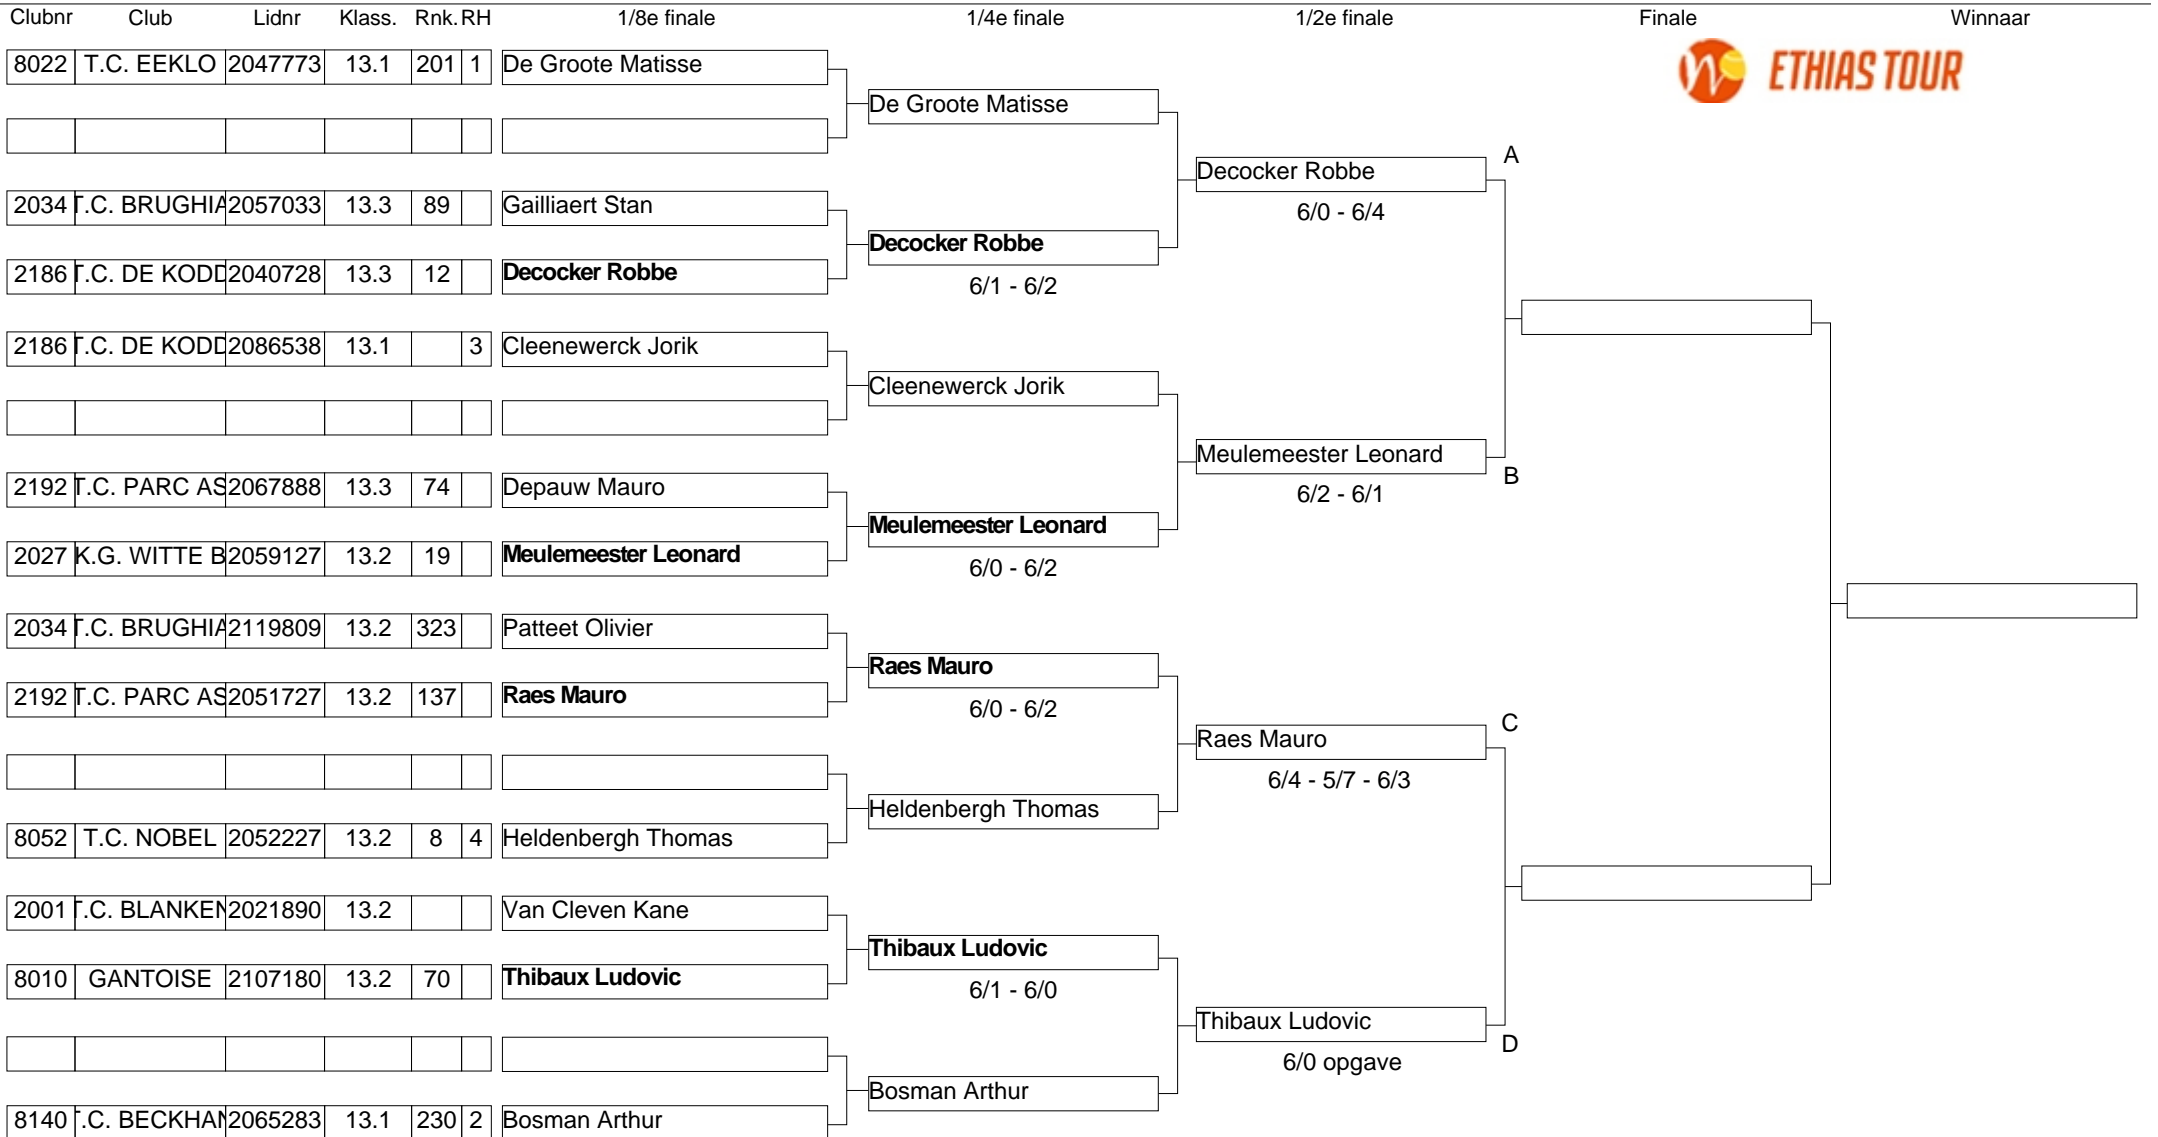 Clubnr Club Lidnr Klass. Rnk. RH 1/8e finale 1/4e finale 1/2e finale Finale Winnaar
ETHIAS TOUR
8022 T.C. EEKLO 2047773 13.1 201 1 De Groote Matisse
De Groote Matisse
A
Decocker Robbe
2034 T.C. BRUGHIA 2057033 13.3 89 Gailliaert Stan
6/0 - 6/4
Decocker Robbe
2186 T.C. DE KODD 2040728 13.3 12 Decocker Robbe
6/1 - 6/2
2186 T.C. DE KODD 2086538 13.1 3 Cleenewerck Jorik
Cleenewerck Jorik
Meulemeester Leonard
B
2192 T.C. PARC AS 2067888 13.3 74 Depauw Mauro
6/2 - 6/1
Meulemeester Leonard
2027 K.G. WITTE B 2059127 13.2 19 Meulemeester Leonard
6/0 - 6/2
2034 T.C. BRUGHIA 2119809 13.2 323 Patteet Olivier
Raes Mauro
2192 T.C. PARC AS 2051727 13.2 137 Raes Mauro
6/0 - 6/2
C
Raes Mauro
6/4 - 5/7 - 6/3
Heldenbergh Thomas
8052 T.C. NOBEL 2052227 13.2 8 4 Heldenbergh Thomas
2001 T.C. BLANKEN 2021890 13.2 Van Cleven Kane
Thibaux Ludovic
8010 GANTOISE 2107180 13.2 70 Thibaux Ludovic
6/1 - 6/0
Thibaux Ludovic
D
6/0 opgave
Bosman Arthur
8140 .C. BECKHAN 2065283 13.1 230 2 Bosman Arthur